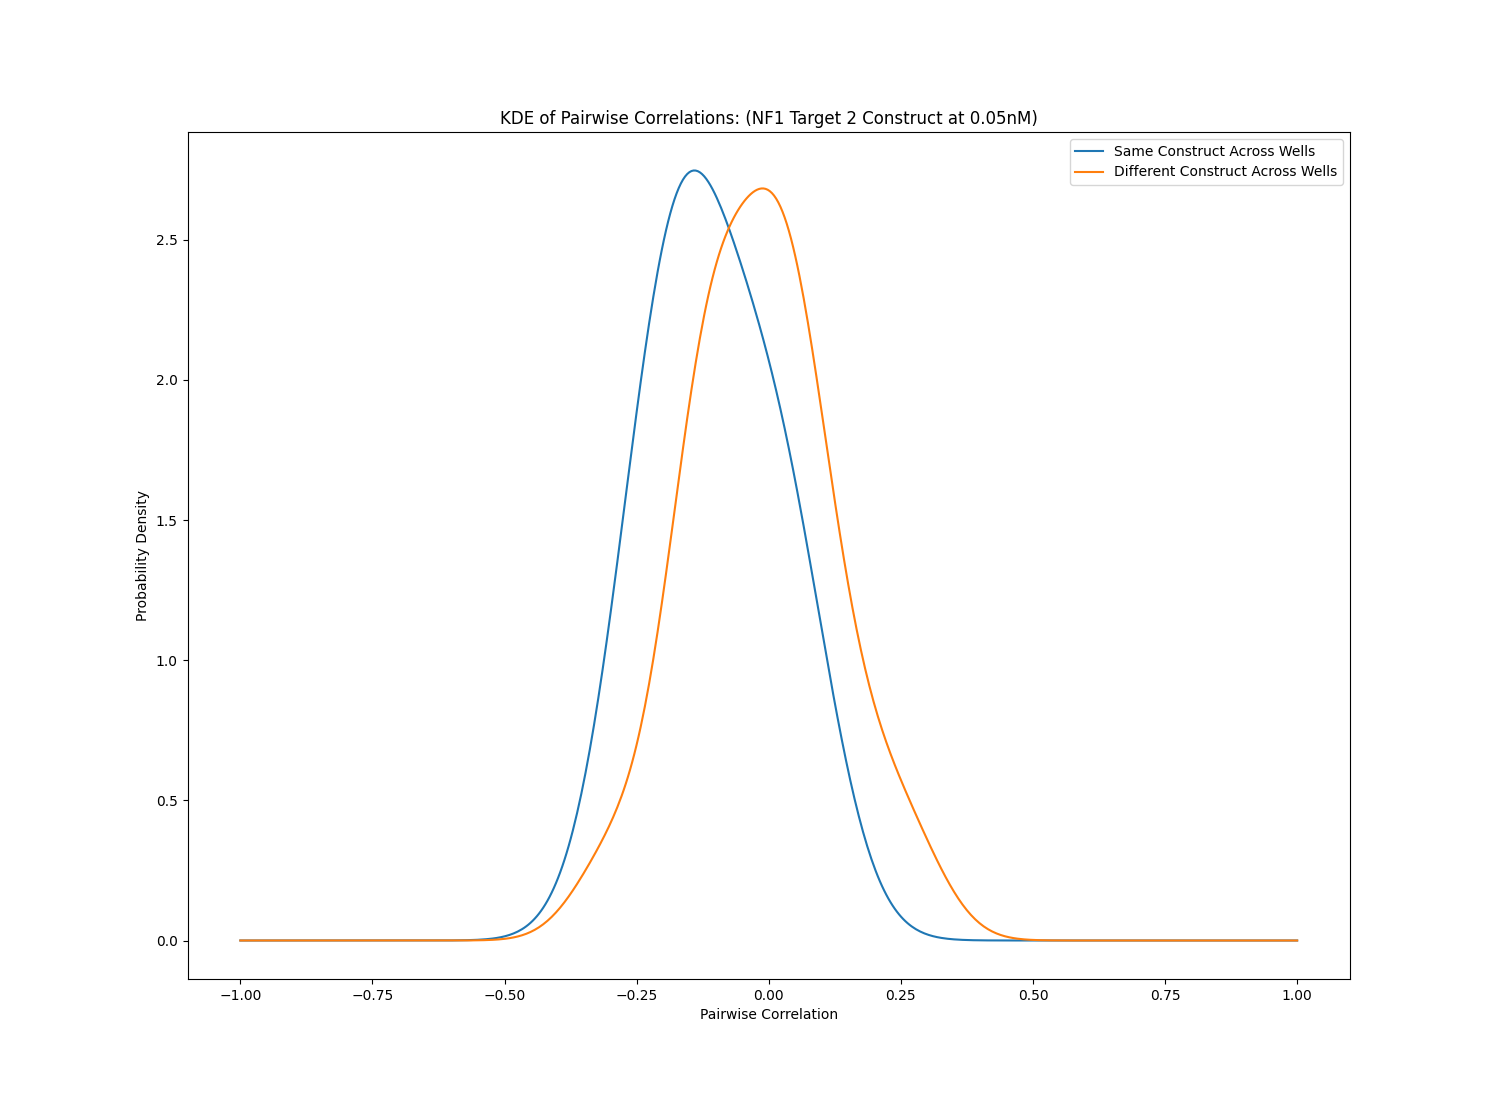 KDE of Pairwise Correlations: (NF1 Target 2 Construct at 0.05nM)
Same Construct Across Wells
Different Construct Across Wells
2.5
2.0
1.5
1.0
0.5
0.0
Probability Density
−1.00 −0.75 −0.50 −0.25 0.00 0.25 0.50 0.75 1.00
Pairwise Correlation